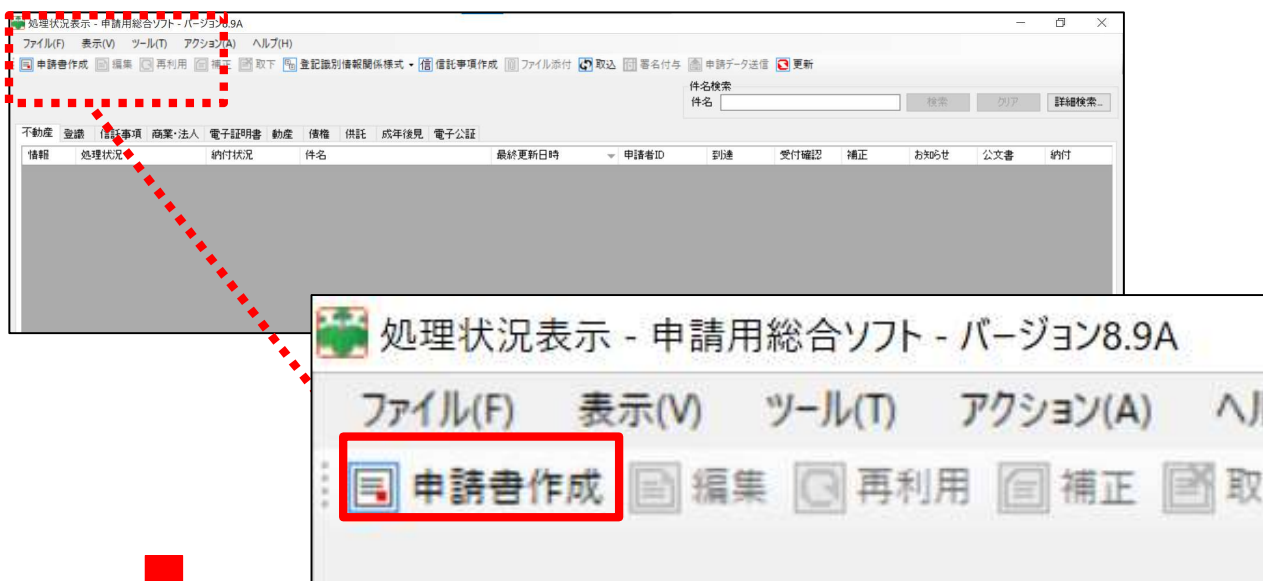 処理状況表示 - 申請用総合ソフト - バージョン8.9A
ファイル(F) 表示(V) ツール(T) アクション(A) ヘルプ(H)
申請書作成 編集 再利用 補正 取下 登記識別情報関係様式 信託事項作成 ファイル添付 取込 署名付与 申請データ送信 更新
件名検索
件名 検索 クリア 詳細検索...
不動産 登識 信託事項 商業・法人 電子証明書 動産 債権 供託 成年後見 電子公証
情報 処理状況 納付状況 件名 最終更新日時 申請者ID 到達 受付確認 補正 お知らせ 公文書 納付
処理状況表示 - 申請用総合ソフト - バージョン8.9A
ファイル(F) 表示(V) ツール(T) アクション(A) ヘル
申請書作成 編集 再利用 補正 取